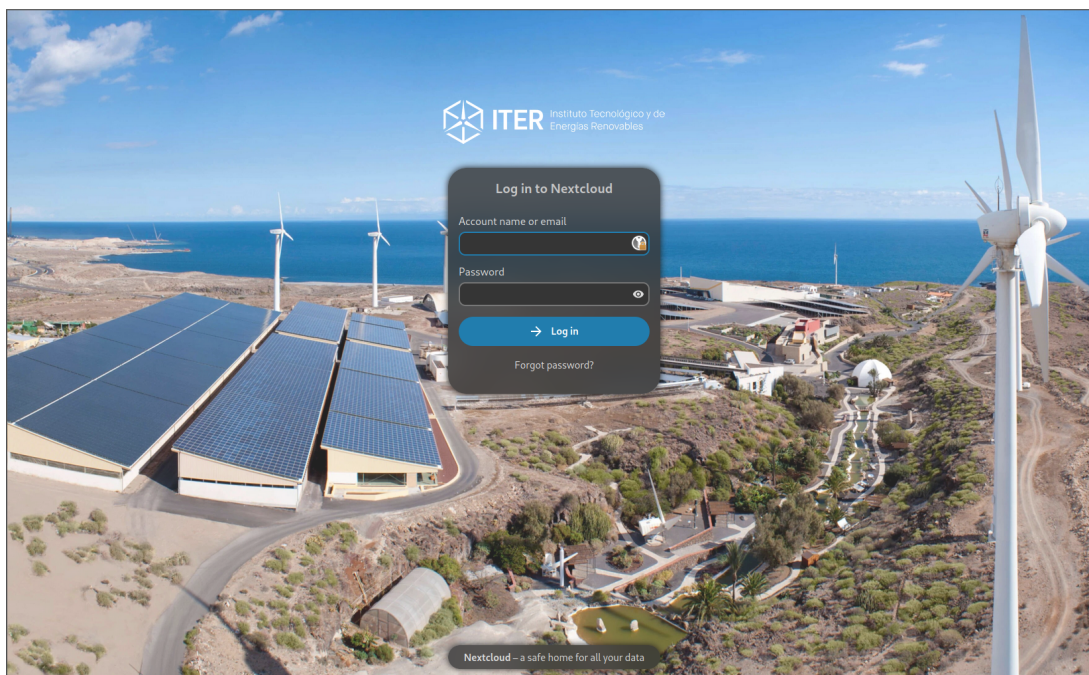 ITER
Instituto Tecnológico y de
Energías Renovables
Log in to Nextcloud
Account name or email
Password
Log in
Forgot password?
Nextcloud – a safe home for all your data